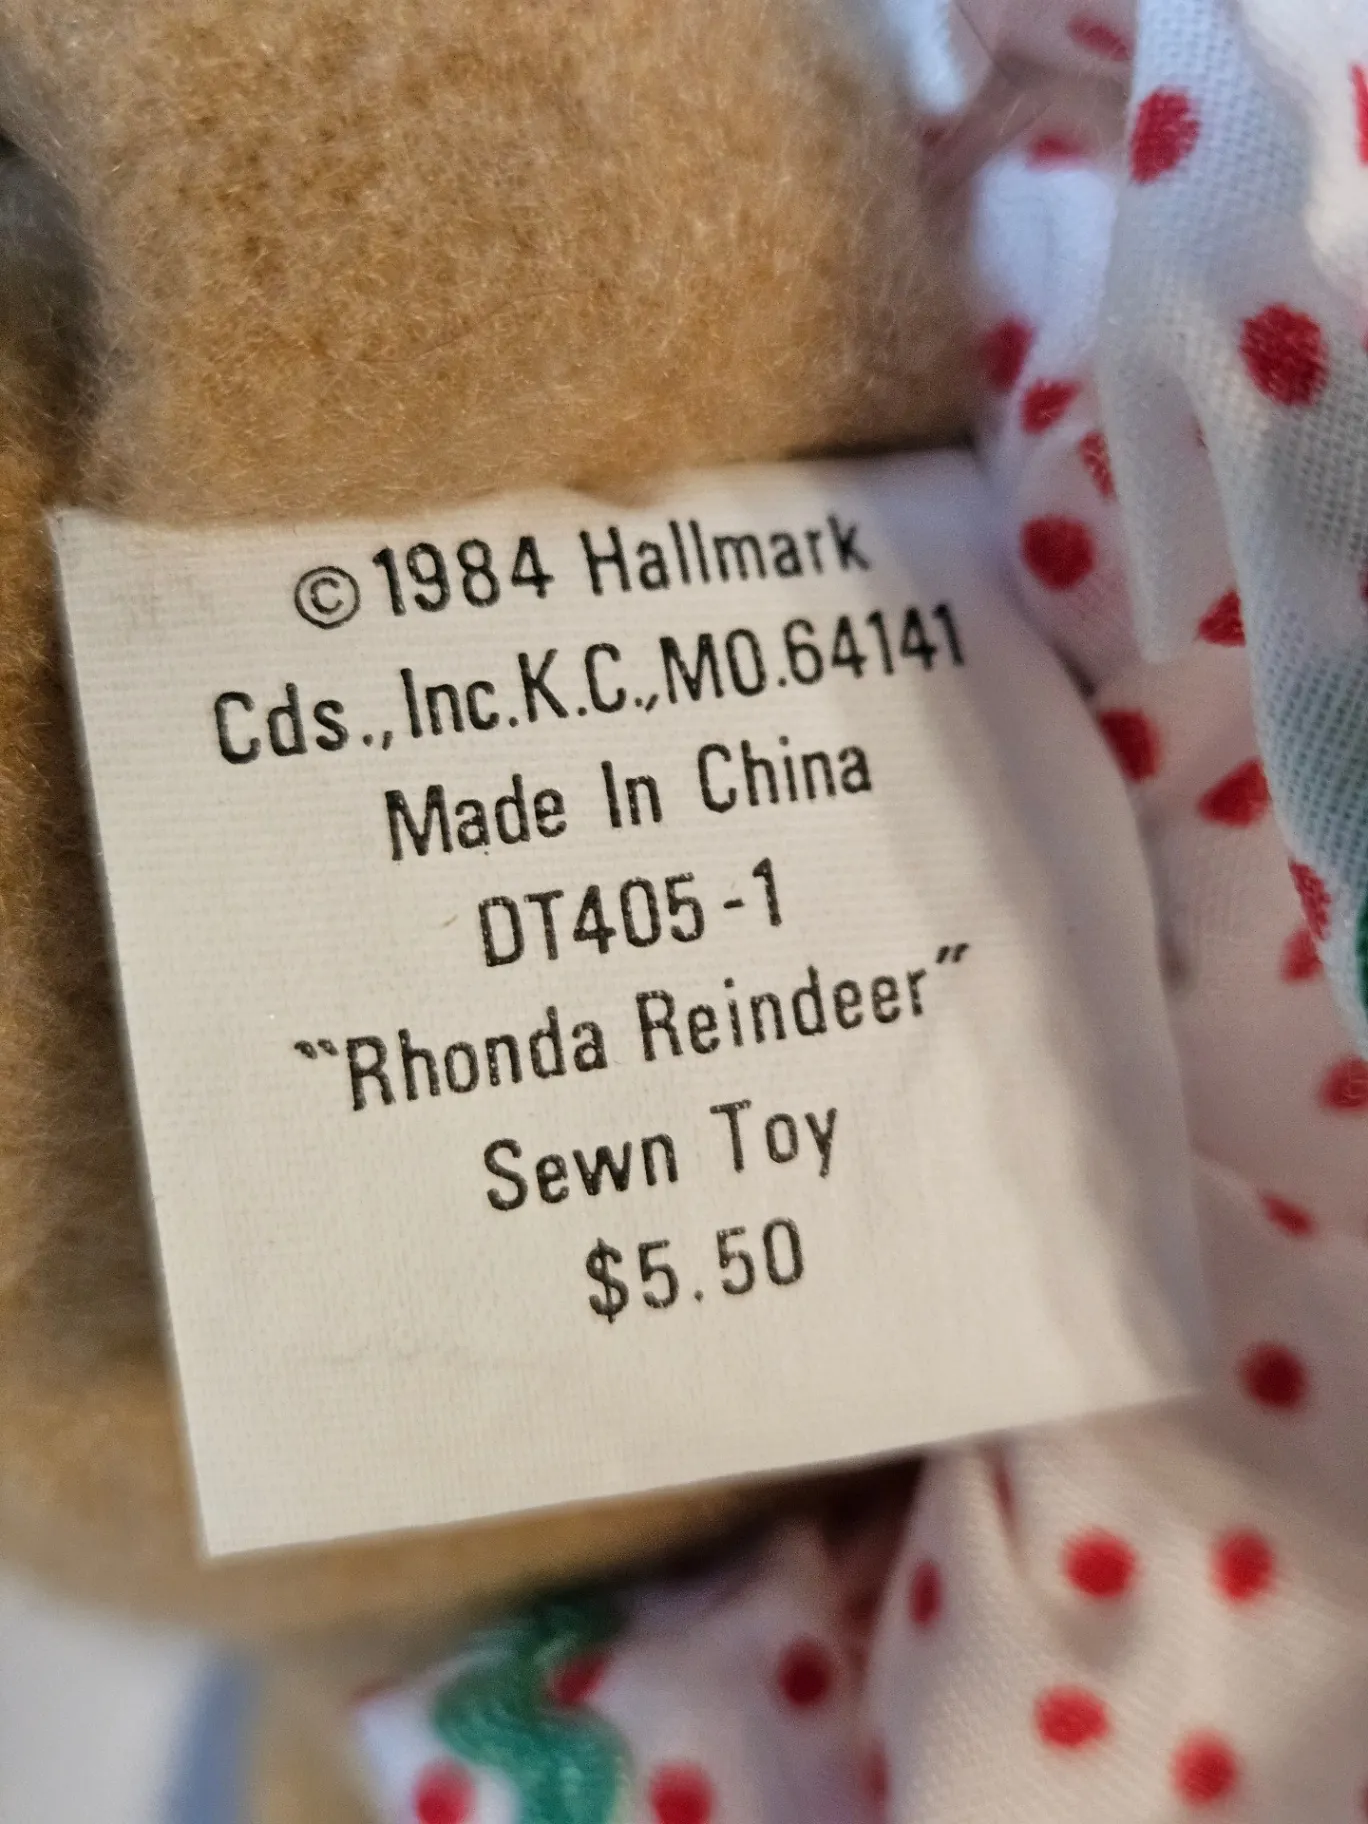 ©1984 Hallmark
Cds., Inc.K.C.,MO.64141
Made In China
DT405-1
"Rhonda Reindeer"
Sewn Toy
$5.50